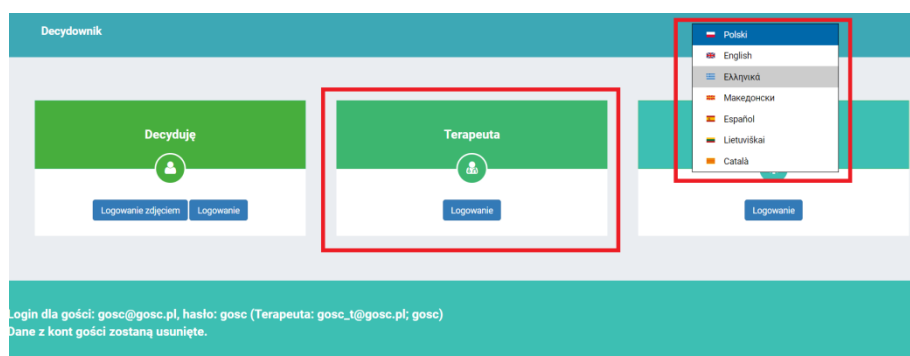 Decydownik
Polski
English
Ελληνικά
Македонски
Español
Lietuviškai
Català
Decyduję
Terapeuta
Logowanie zdjęciem
Logowanie
Logowanie
Logowanie
Login dla gości: gosc@gosc.pl, hasło: gosc (Terapeuta: gosc_t@gosc.pl; gosc)
Dane z kont gości zostaną usunięte.